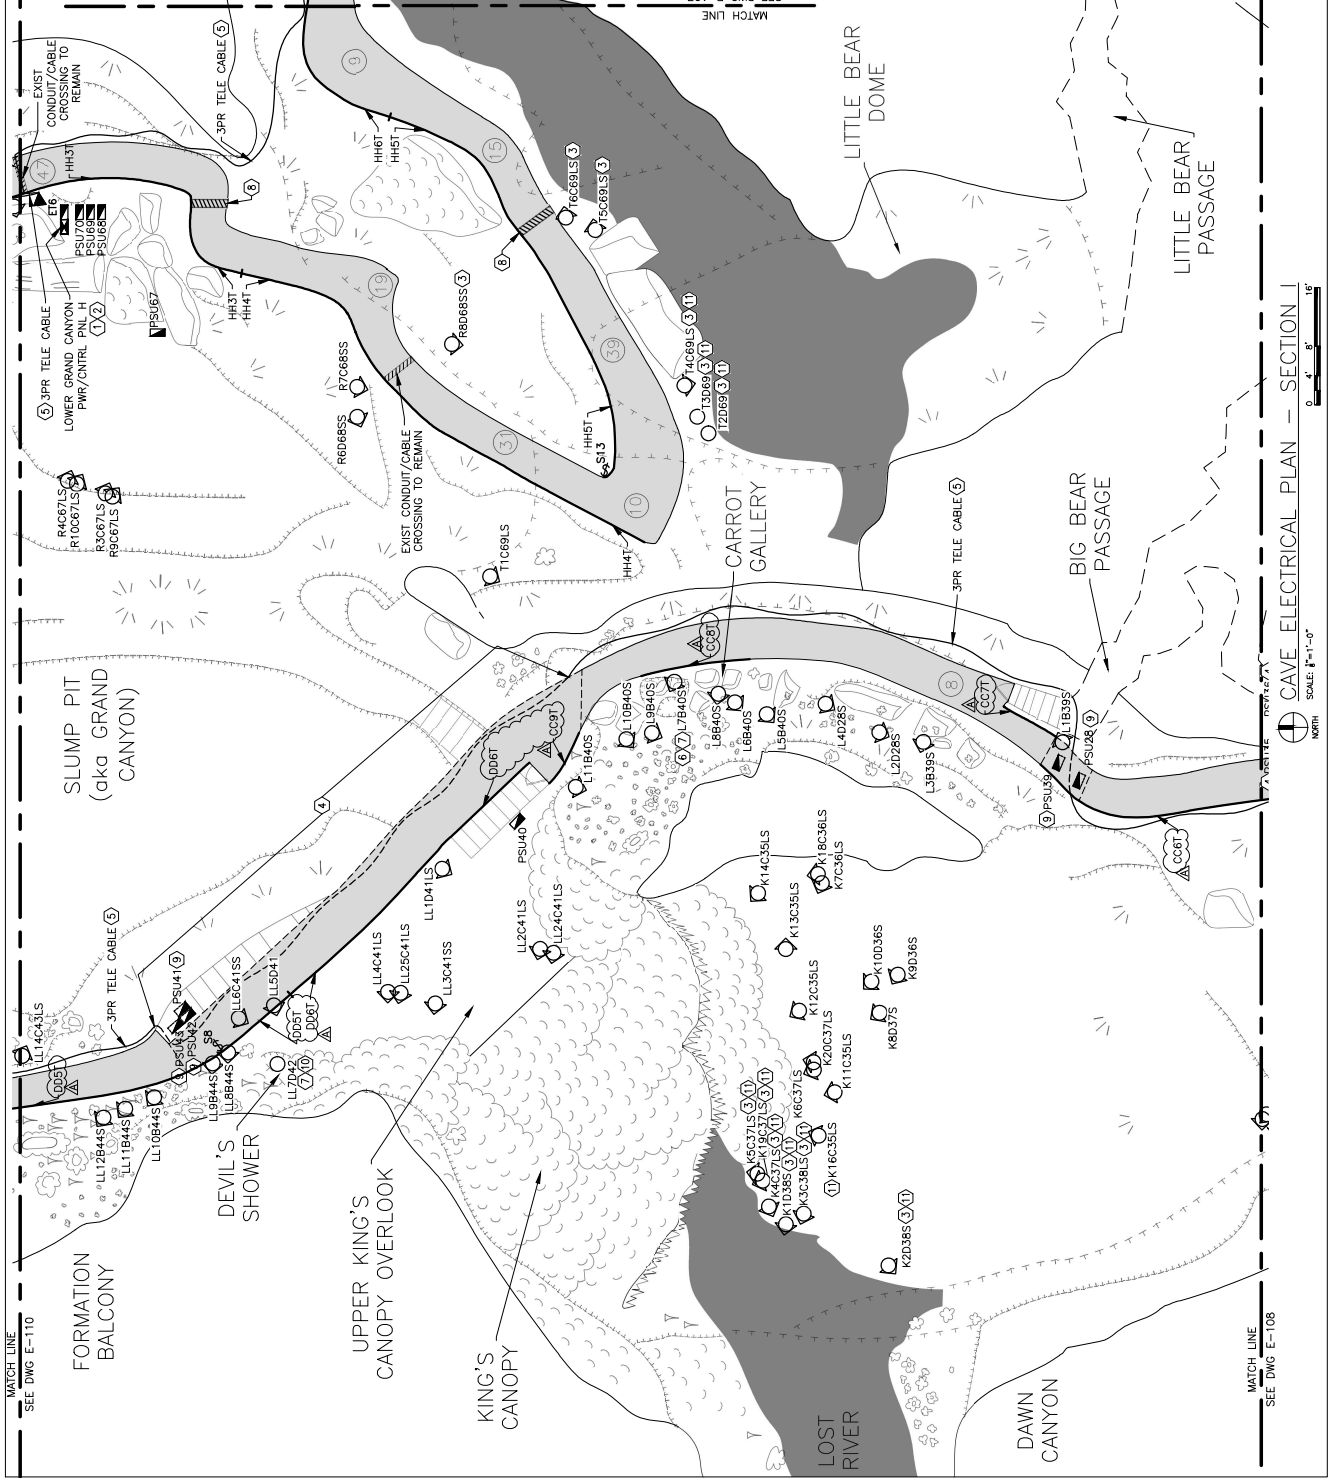 MATCH LINE
SEE DWG E-110
FORMATION
BALCONY
LL14C43LS
DD5T
A
3PR TELE CABLE 5
LL12B44S
LL11B44S
LL10B44S
PSU41 9
9 PSU43
9 PSU42
S8
LL9B44S
LL8B44S
LL6C41SS
LL5D41
DD5T
DD6T
A
LL7D42
7 10
DEVIL'S
SHOWER
UPPER KING'S
CANOPY OVERLOOK
KING'S
CANOPY
LL4C41LS
LL25C41LS
LL3C41SS
LL1D41LS
LL2C41LS
LL24C41LS
4
SLUMP PIT
(aka GRAND
CANYON)
R4C67LS
R10C67LS
R3C67LS
R9C67LS
5 3PR TELE CABLE
LOWER GRAND CANYON
PWR/CNTRL PNL H
1 2
EXIST
CONDUIT/CABLE
CROSSING TO
REMAIN
47
HH3T
ET6
PSU70
PSU69
PSU68
PSU67
3PR TELE CABLE 5
8
HH3T
HH4T
19
R7C68SS
R6D68SS
R8D68SS 3
EXIST CONDUIT/CABLE
CROSSING TO REMAIN
31
10
HH4T
S13
HH5T
39
8
15
9
HH6T
HH5T
T6C69LS 3
T5C69LS 3
T4C69LS 3 11
T3D69 3 11
T2D69 3 11
T1C69LS
MATCH LINE
LITTLE BEAR
DOME
LITTLE BEAR
PASSAGE
BIG BEAR
PASSAGE
CARROT
GALLERY
3PR TELE CABLE 5
DD6T
CC9T
A
PSU40
CC8T
A
L11B40S
L10B40S
L9B40S
6 7 L7B40S
L8B40S
L6B40S
L5B40S
L4D28S
L2D28S
L3B39S
8
CC7T
A
L1B39S
9 PSU39
PSU28 9
CC6T
A
K14C35LS
K18C36LS
K7C36LS
K13C35LS
K12C35LS
K10D36S
K9D36S
K8D37S
K20C37LS
K6C37LS
K11C35LS
K5C37LS 3 11
K19C37LS 3 11
K4C37LS 3 11
K1D38S 3 11
K3C38LS 3 11
11 K16C35LS
K2D38S 3 11
LOST
RIVER
DAWN
CANYON
MATCH LINE
SEE DWG E-108
NORTH
CAVE ELECTRICAL PLAN - SECTION I
SCALE: 1/8"=1'-0"
0 4' 8' 16'